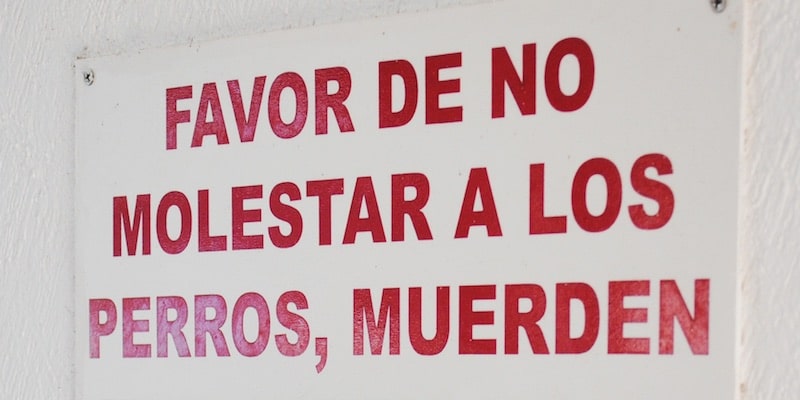 FAVOR DE NO
MOLESTAR A LOS
PERROS, MUERDEN